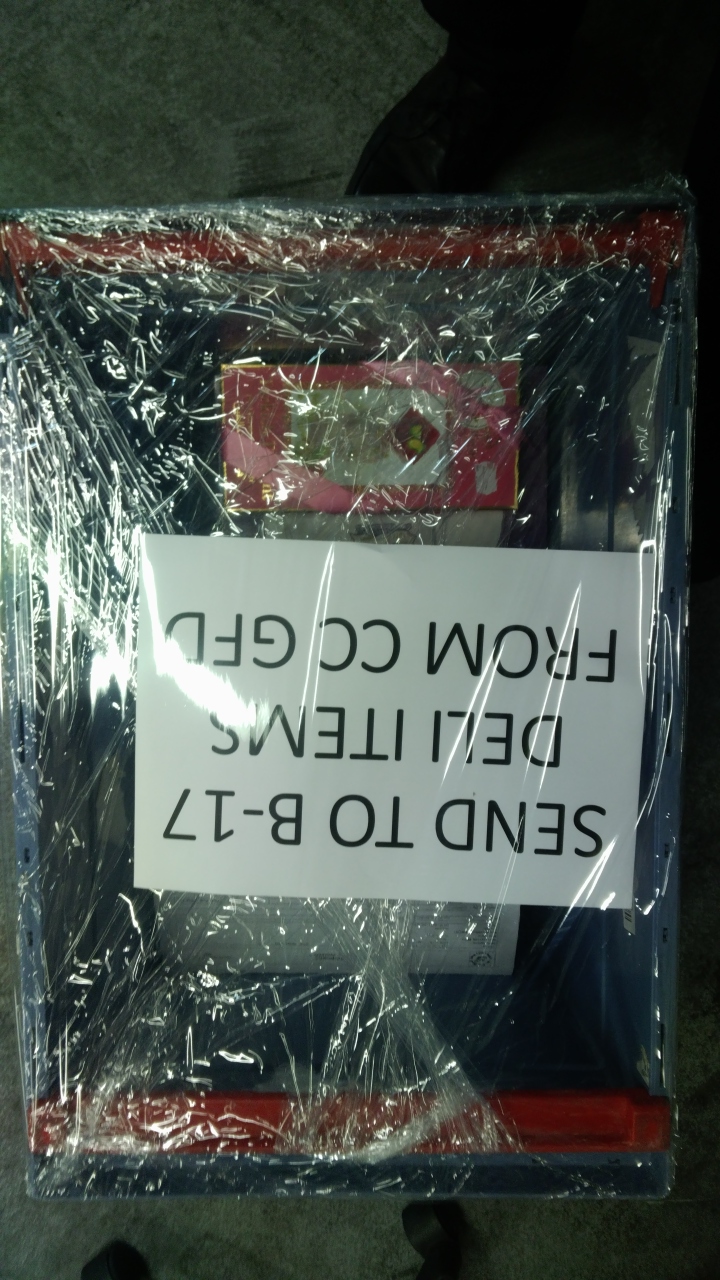 SEND TO B-17
DELI ITEMS
FROM CC GFD